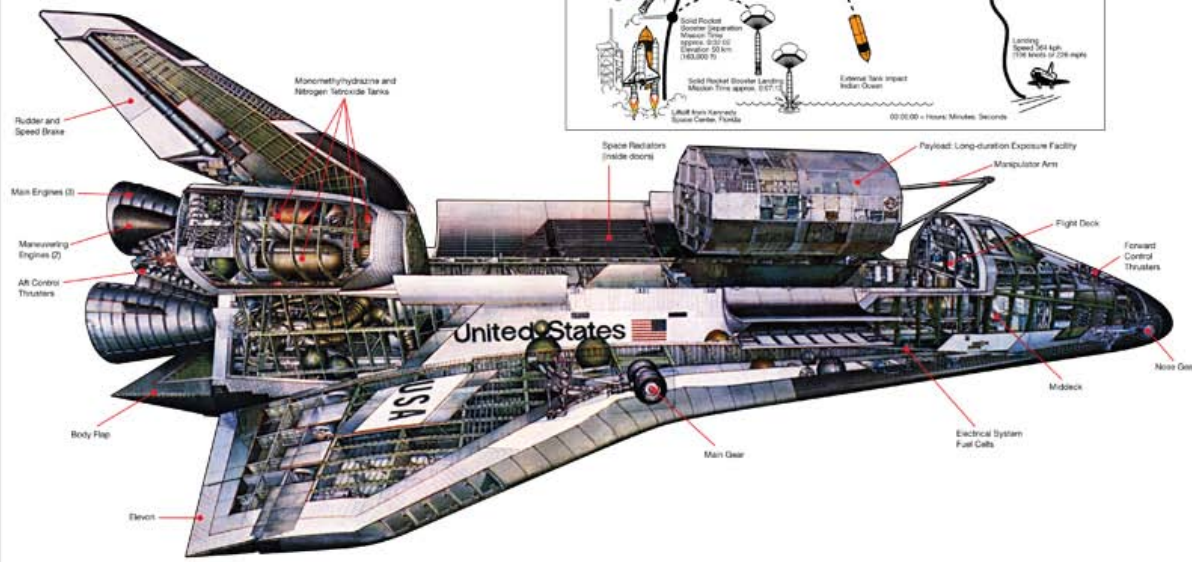 Solid Rocket
Booster Separation
Mission Time
approx. 0:02:02
Elevation 50 km
(163,000 ft)
Solid Rocket Booster Landing
Mission Time approx. 0:07:13
External Tank Impact
Indian Ocean
Landing
Speed 364 kph
(196 knots or 226 mph)
Liftoff from Kennedy
Space Center, Florida
00:00:00 = Hours: Minutes: Seconds
Monomethylhydrazine and
Nitrogen Tetroxide Tanks
Rudder and
Speed Brake
Space Radiators
(inside doors)
Payload: Long-duration Exposure Facility
Manipulator Arm
Main Engines (3)
Flight Deck
Maneuvering
Engines (2)
Forward
Control
Thrusters
Aft Control
Thrusters
United States
USA
Nose Gear
Middeck
Body Flap
Electrical System
Fuel Cells
Main Gear
Elevon